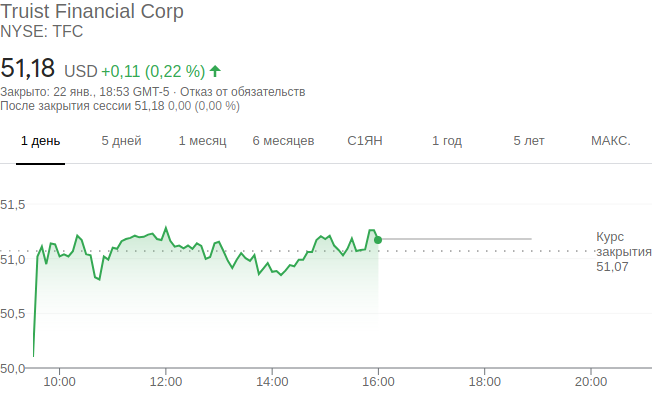 Truist Financial Corp
NYSE: TFC
51,18 USD +0,11 (0,22 %)
Закрыто: 22 янв., 18:53 GMT-5 · Отказ от обязательств
После закрытия сессии 51,18 0,00 (0,00 %)
1 день 5 дней 1 месяц 6 месяцев С1ЯН 1 год 5 лет МАКС.
51,5
51,0
50,5
50,0
Курс
закрытия
51,07
10:00 12:00 14:00 16:00 18:00 20:00